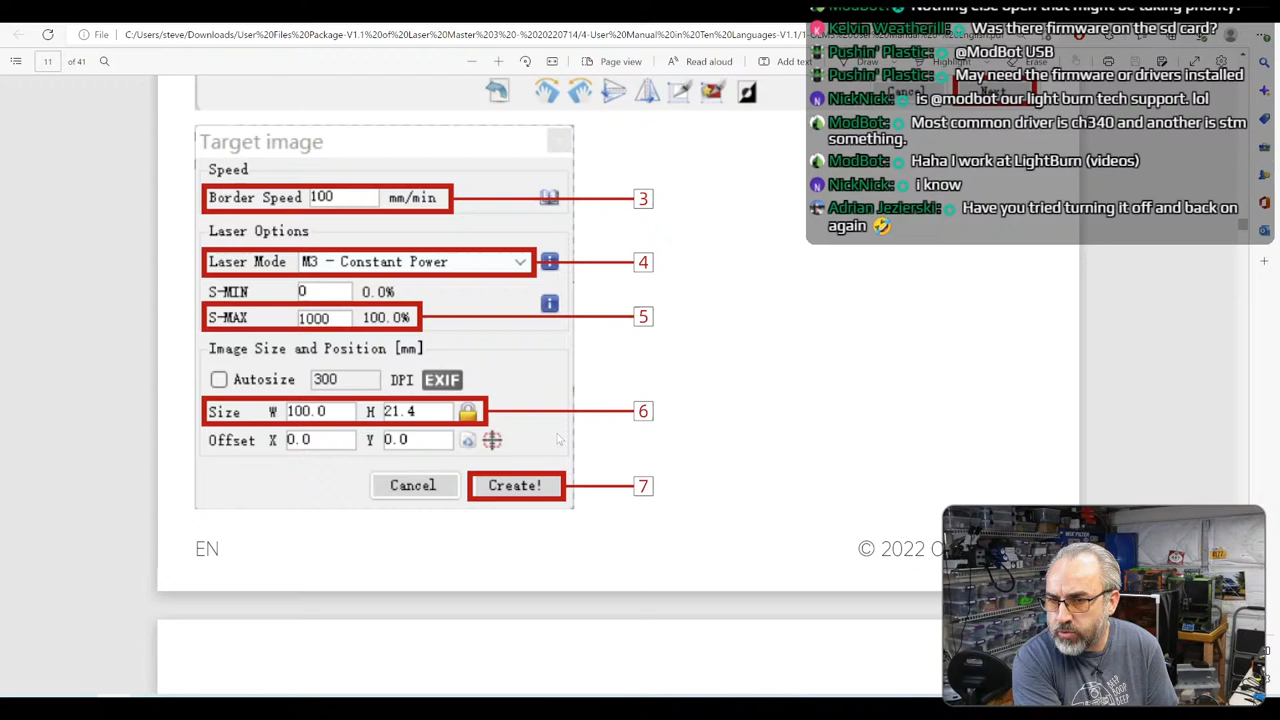 File
C:/Users/steve/Downloads/User%20Files%20Package-V1.1%20of%20Laser%20Master%203%20-%2020220714/4-User%20Manual%20in%20Ten%20Languages-V1.1/1-
11 of 41
Page view
Read aloud
Add text
Draw
Highlight
Cancel
Next
ModBot: Nothing else open that might be taking priority?
Kelvin Weatherill: Was there firmware on the sd card?
Pushin' Plastic: @ModBot USB
Pushin' Plastic: May need the firmware or drivers installed
NickNick: is @modbot our light burn tech support. lol
ModBot: Most common driver is ch340 and another is stm
something.
ModBot: Haha I work at LightBurn (videos)
NickNick: i know
Adrian Jezierski: Have you tried turning it off and back on
again 🤣
Target image
Speed
Border Speed 100 mm/min
3
Laser Options
Laser Mode M3 - Constant Power
4
S-MIN 0 0.0%
S-MAX 1000 100.0%
5
Image Size and Position [mm]
Autosize 300 DPI EXIF
Size W 100.0 H 21.4
6
Offset X 0.0 Y 0.0
Cancel Create!
7
EN
© 2022 O